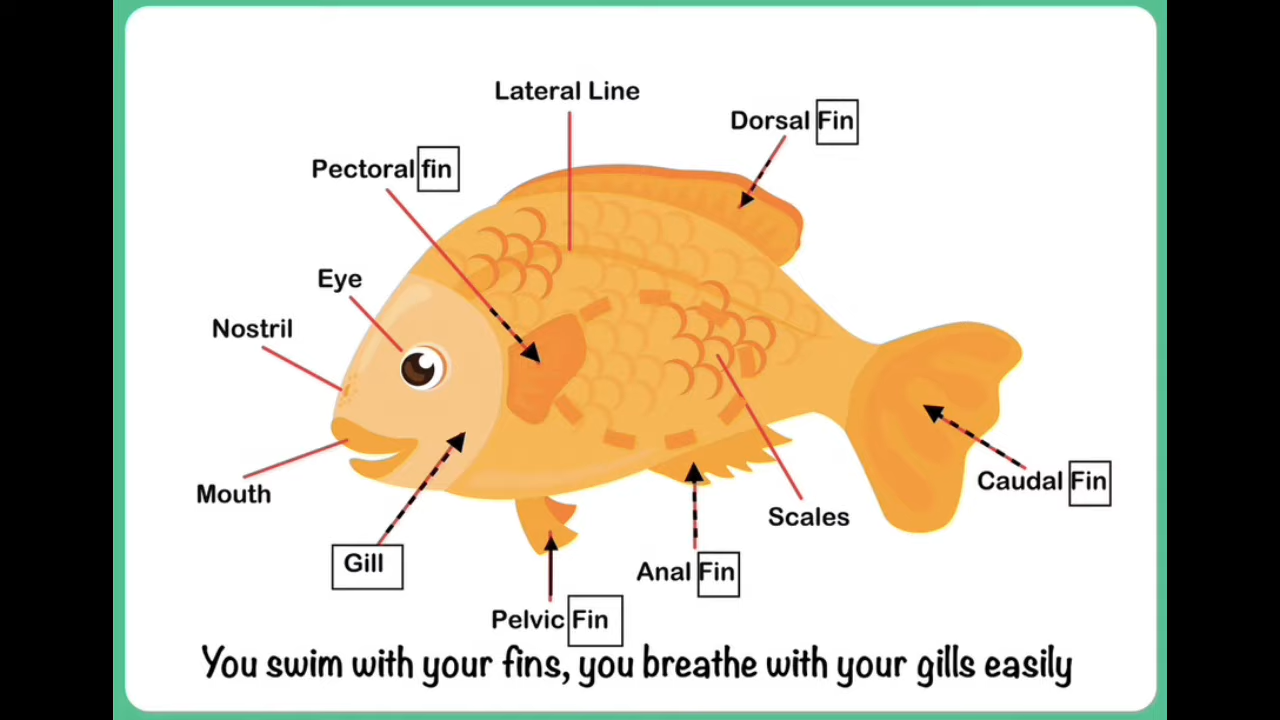 Lateral Line
Dorsal Fin
Pectoral fin
Eye
Nostril
Mouth
Caudal Fin
Scales
Gill
Anal Fin
Pelvic Fin
You swim with your fins, you breathe with your gills easily